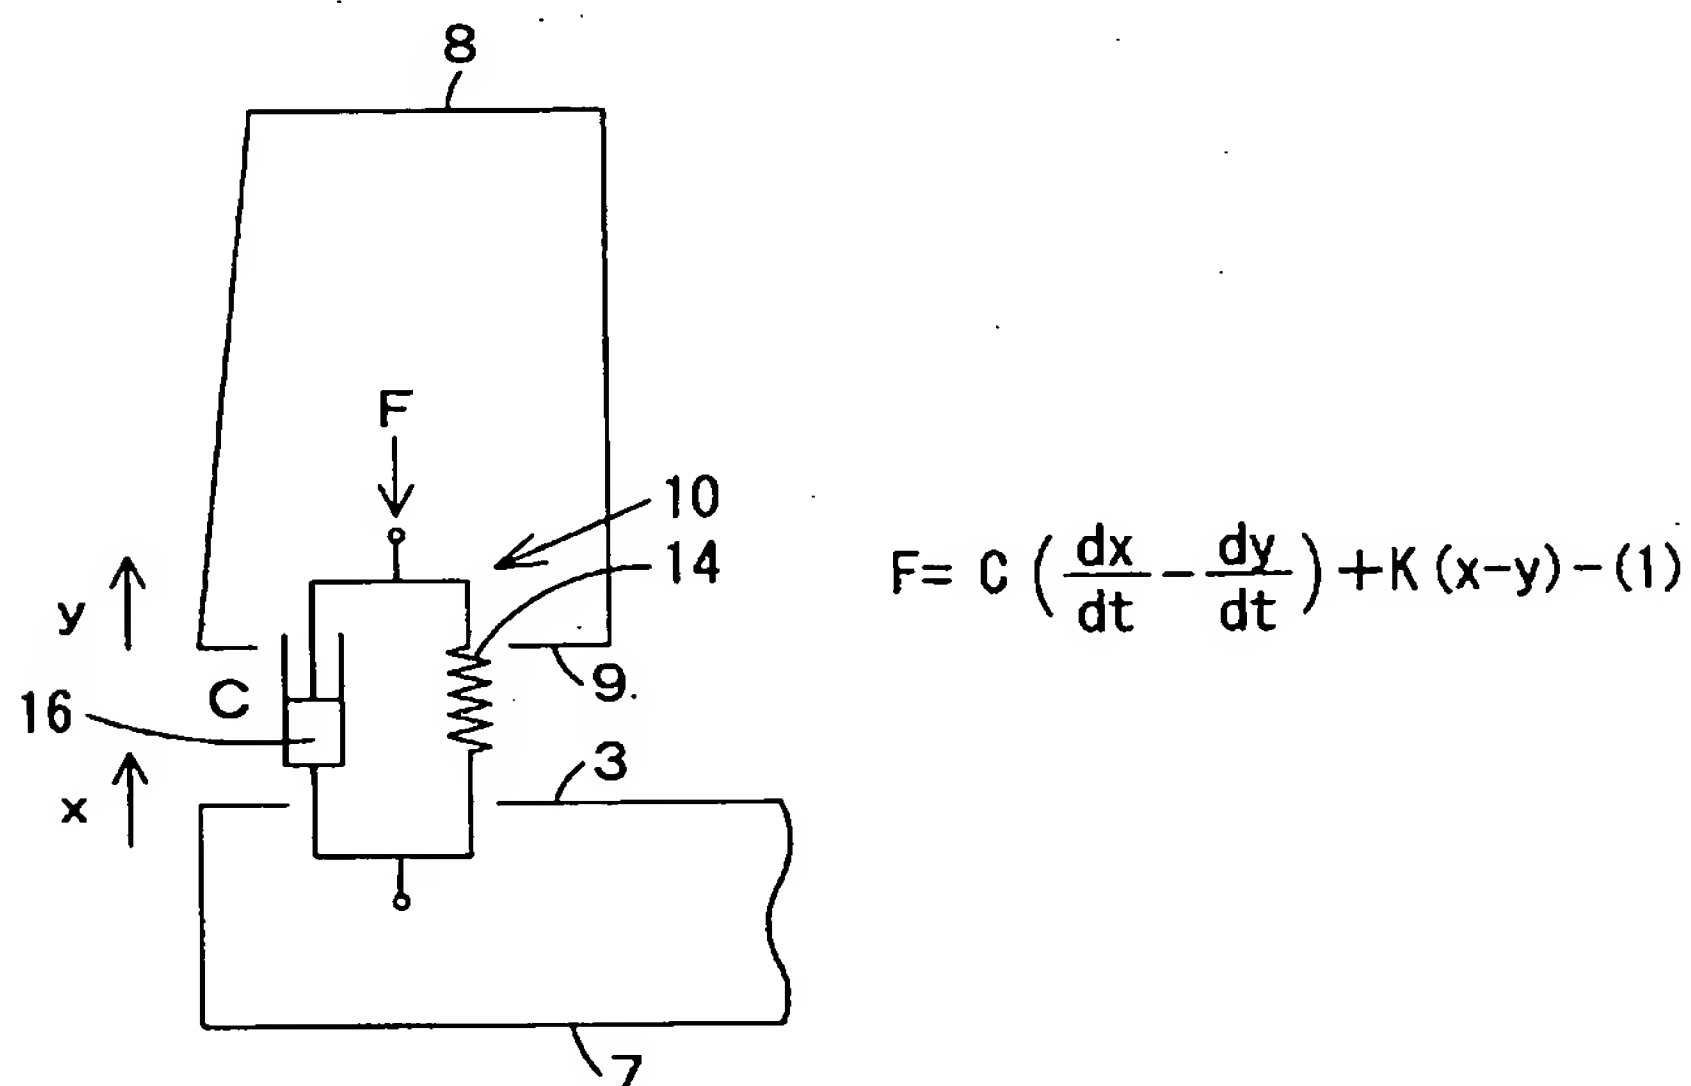 8
F
10
14
y
9.
C
16
3
x
7
F= C (dx/dt - dy/dt) + K (x-y) - (1)